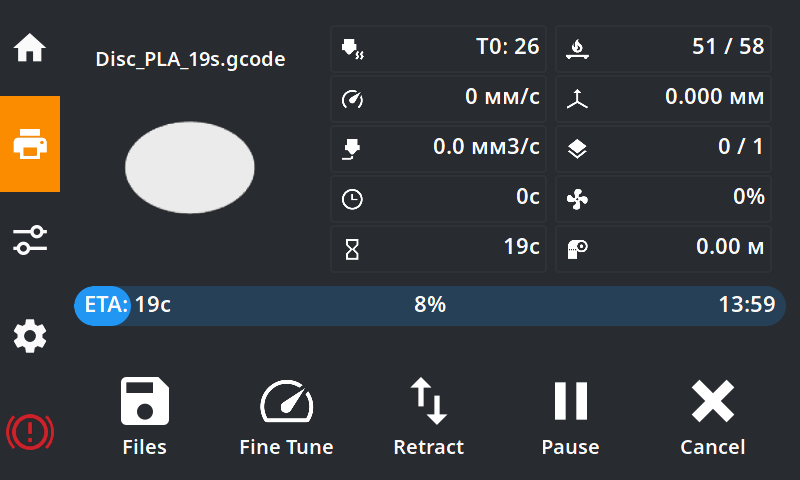 Disc_PLA_19s.gcode
T0: 26
51 / 58
0 мм/с
0.000 мм
0.0 мм3/с
0 / 1
0с
0%
19с
0.00 м
ETA: 19с
8%
13:59
Files
Fine Tune
Retract
Pause
Cancel